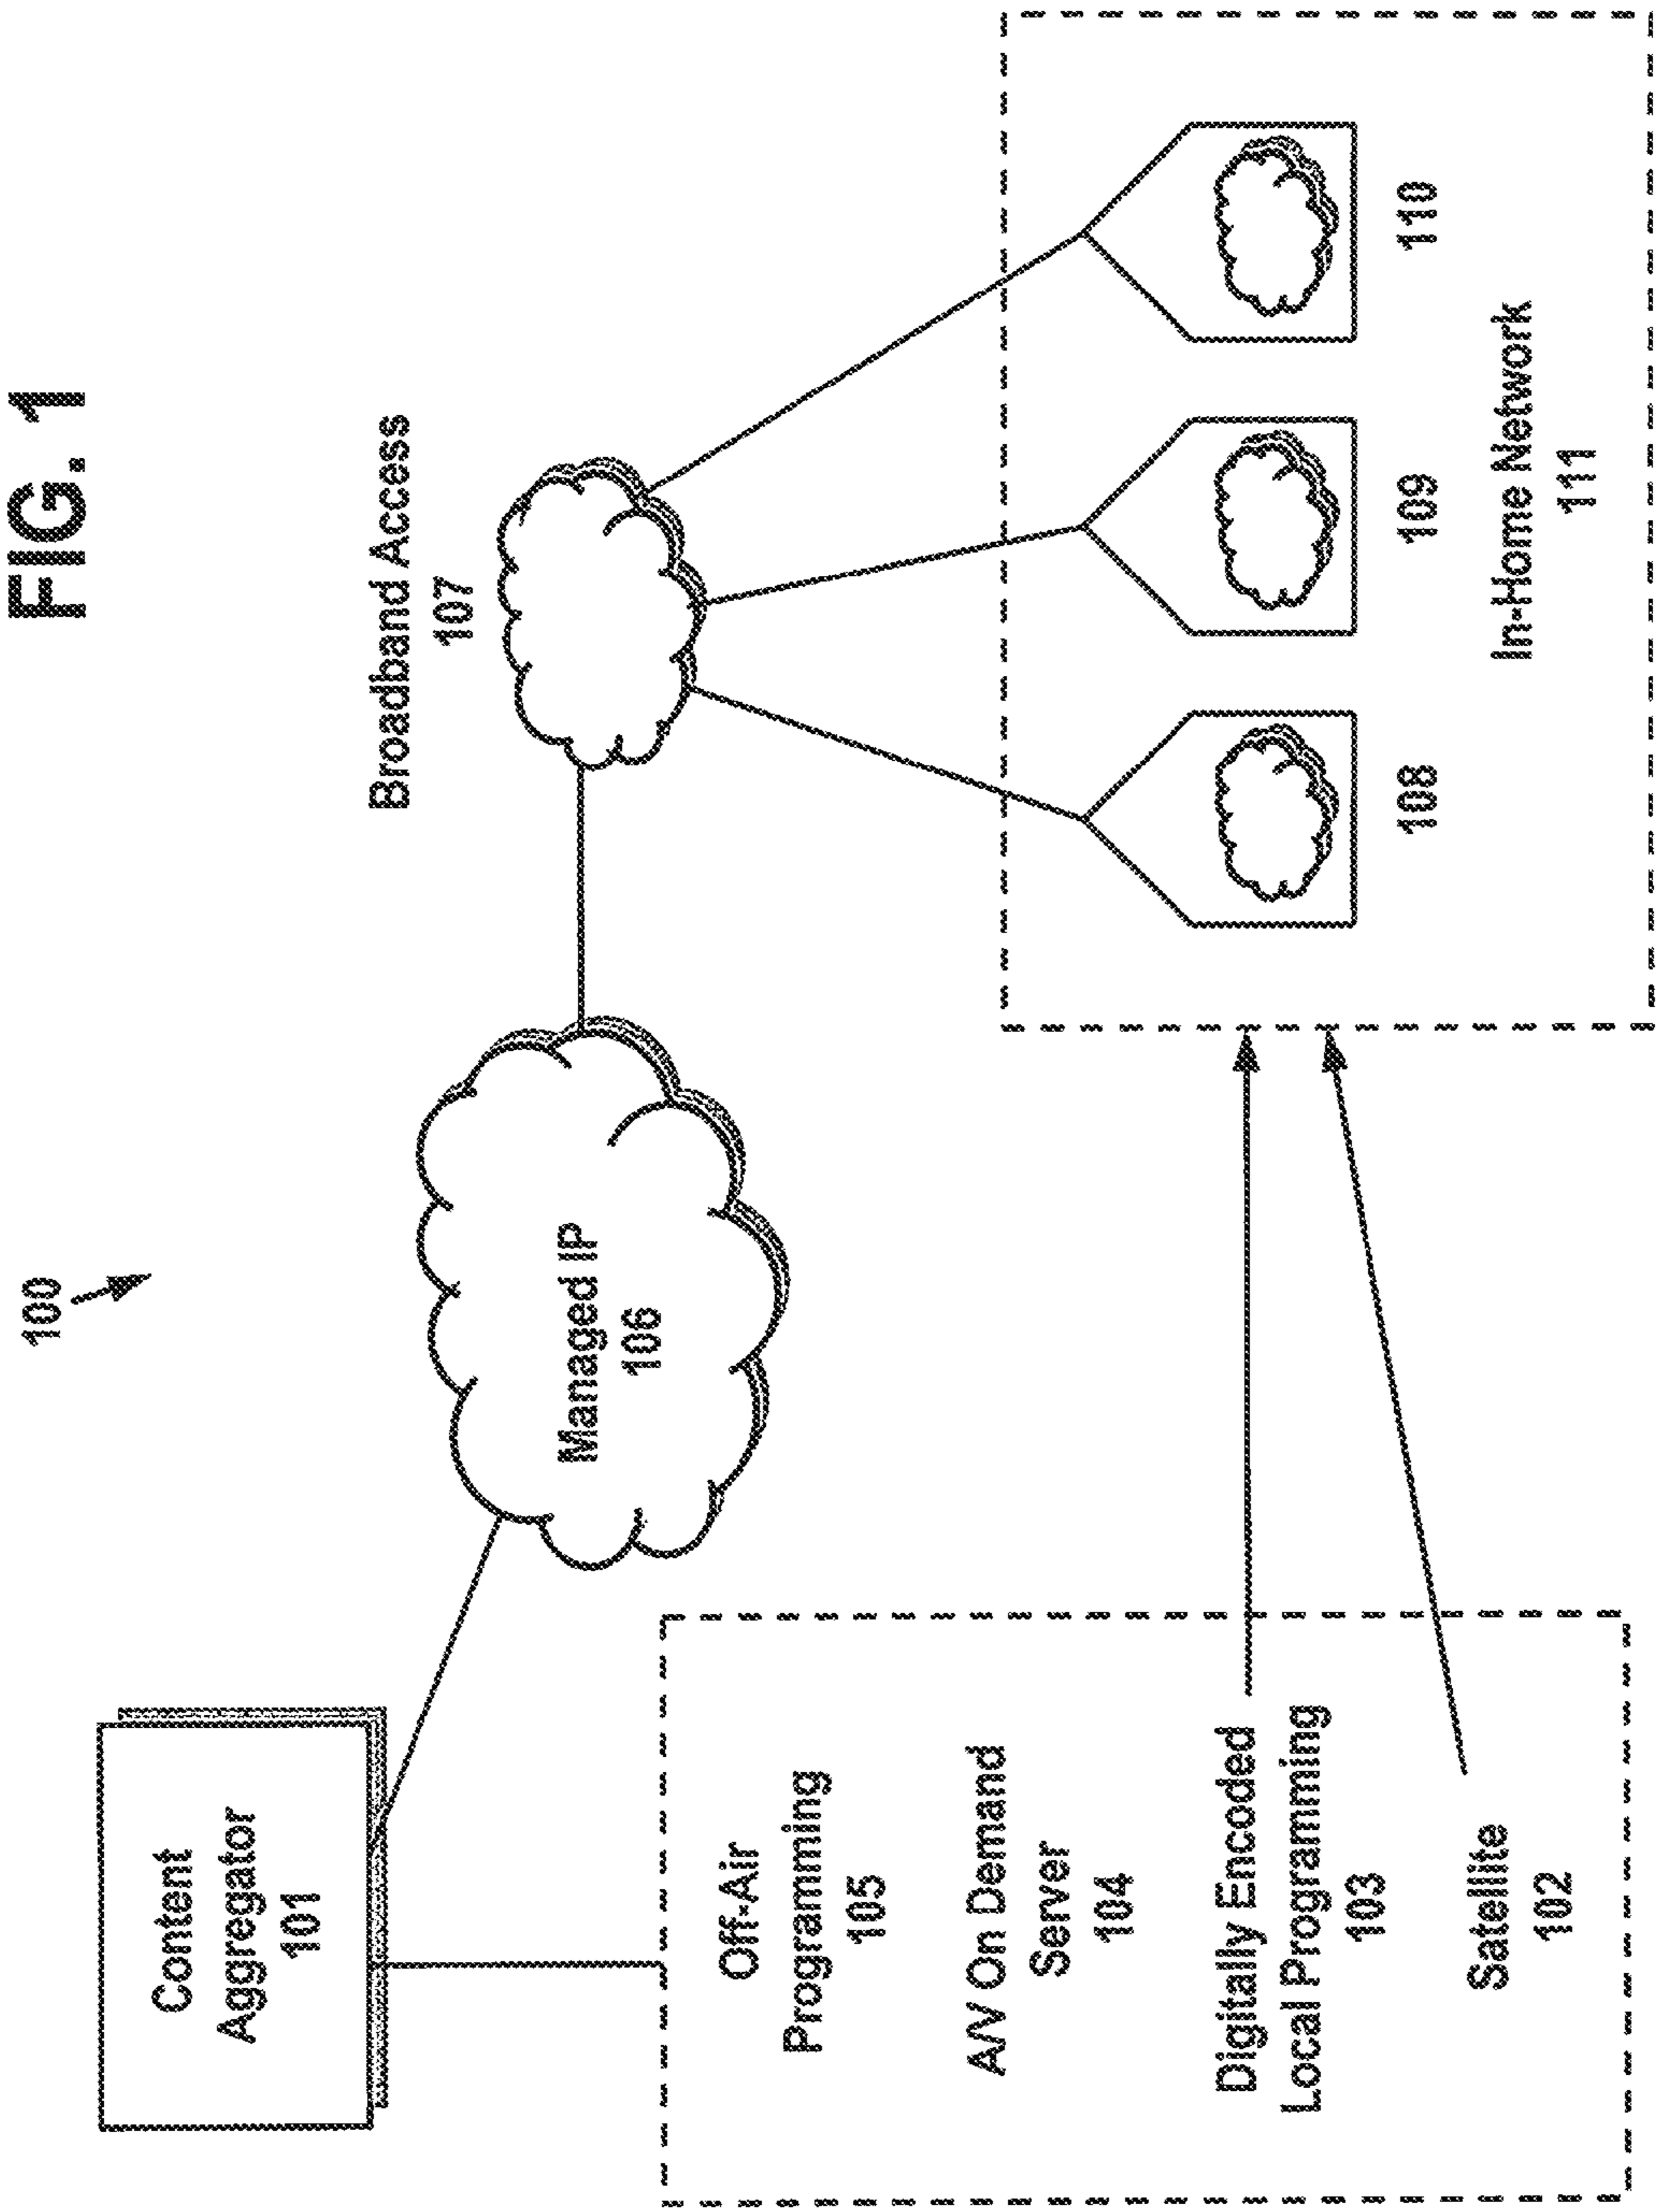 FIG. 1
100
Content
Aggregator
101
Managed IP
106
Broadband Access
107
Off-Air
Programming
105
A/V On Demand
Server
104
Digitally Encoded
Local Programming
103
Satellite
102
108
109
110
In-Home Network
111